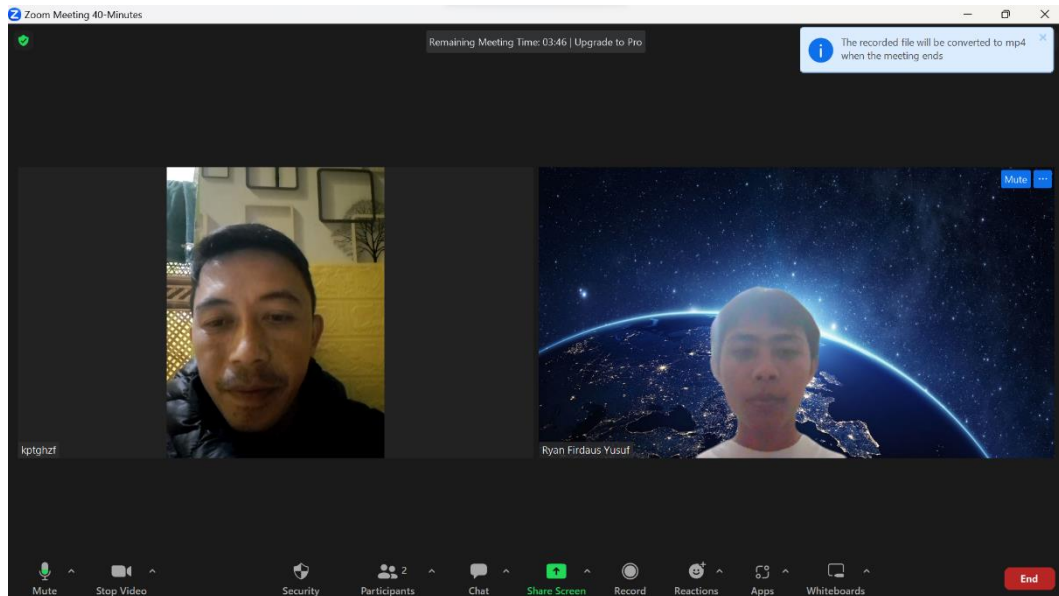 Zoom Meeting 40-Minutes
Remaining Meeting Time: 03:46 | Upgrade to Pro
The recorded file will be converted to mp4
when the meeting ends
Mute
kptghzf
Ryan Firdaus Yusuf
Mute
Stop Video
Security
Participants
2
Chat
Share Screen
Record
Reactions
Apps
Whiteboards
End